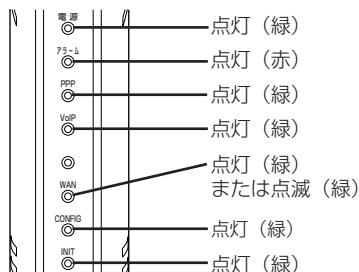 電源
点灯（緑）
アラーム
点灯（赤）
PPP
点灯（緑）
VoIP
点灯（緑）
点灯（緑）
または点滅（緑）
WAN
CONFIG
点灯（緑）
INIT
点灯（緑）